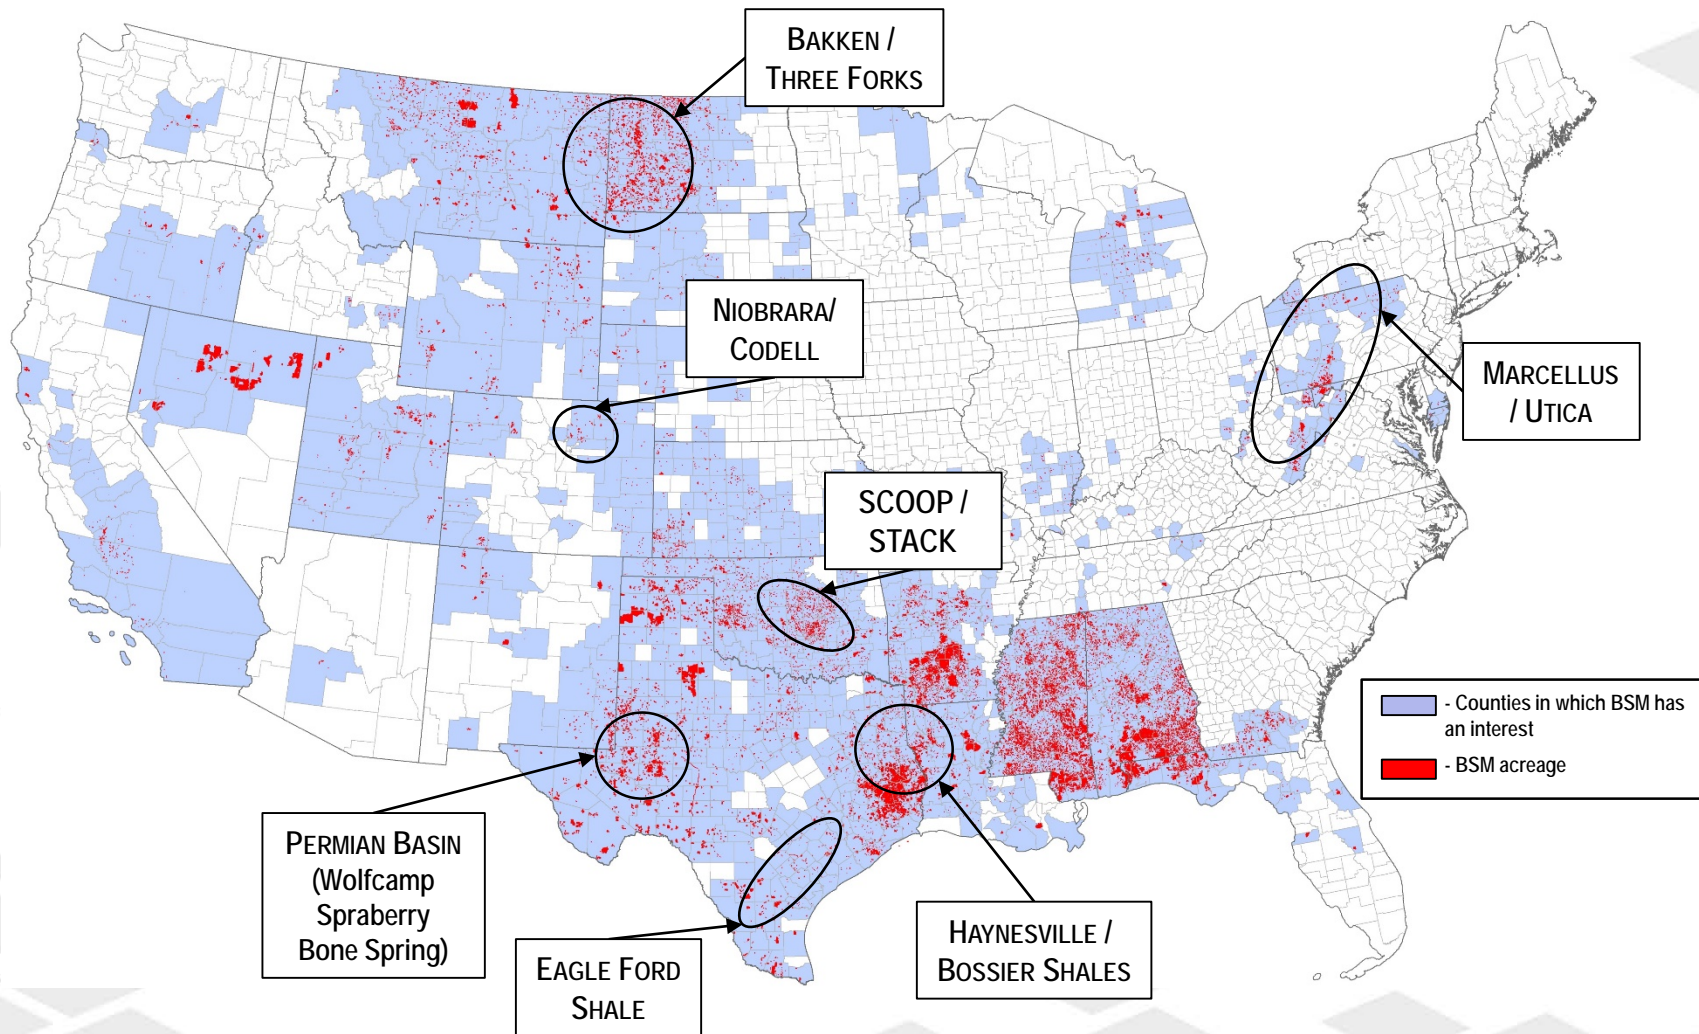 BAKKEN /
THREE FORKS
NIOBRARA/
CODELL
MARCELLUS
/ UTICA
SCOOP /
STACK
- Counties in which BSM has
an interest
- BSM acreage
PERMIAN BASIN
(Wolfcamp
Spraberry
Bone Spring)
EAGLE FORD
SHALE
HAYNESVILLE /
BOSSIER SHALES